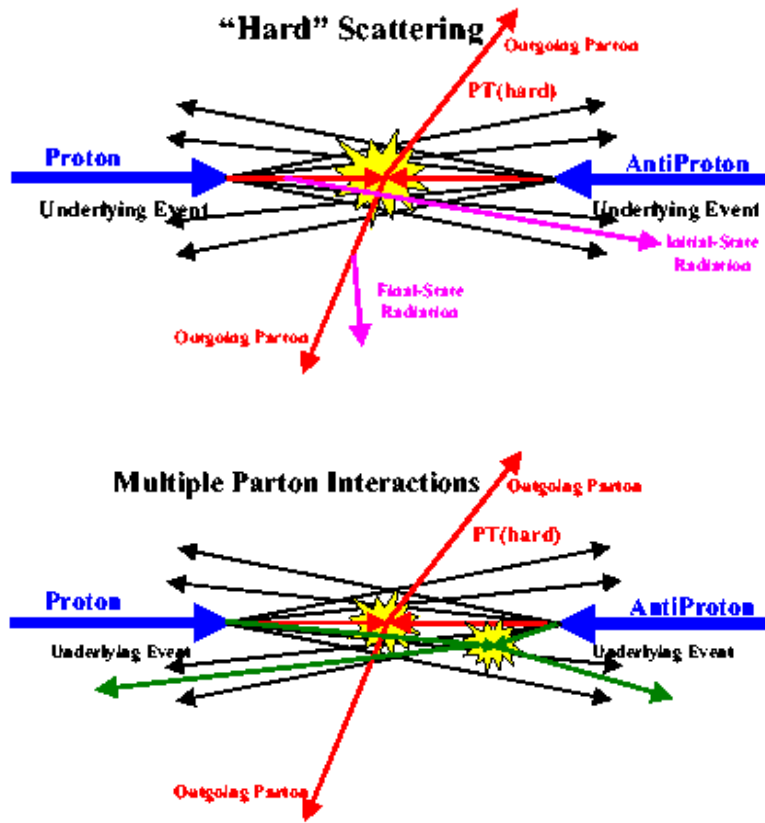 “Hard” Scattering
Outgoing Parton
PT(hard)
Proton
AntiProton
Underlying Event
Underlying Event
Initial-State
Radiation
Final-State
Radiation
Outgoing Parton
Multiple Parton Interactions
Outgoing Parton
PT(hard)
Proton
AntiProton
Underlying Event
Underlying Event
Outgoing Parton